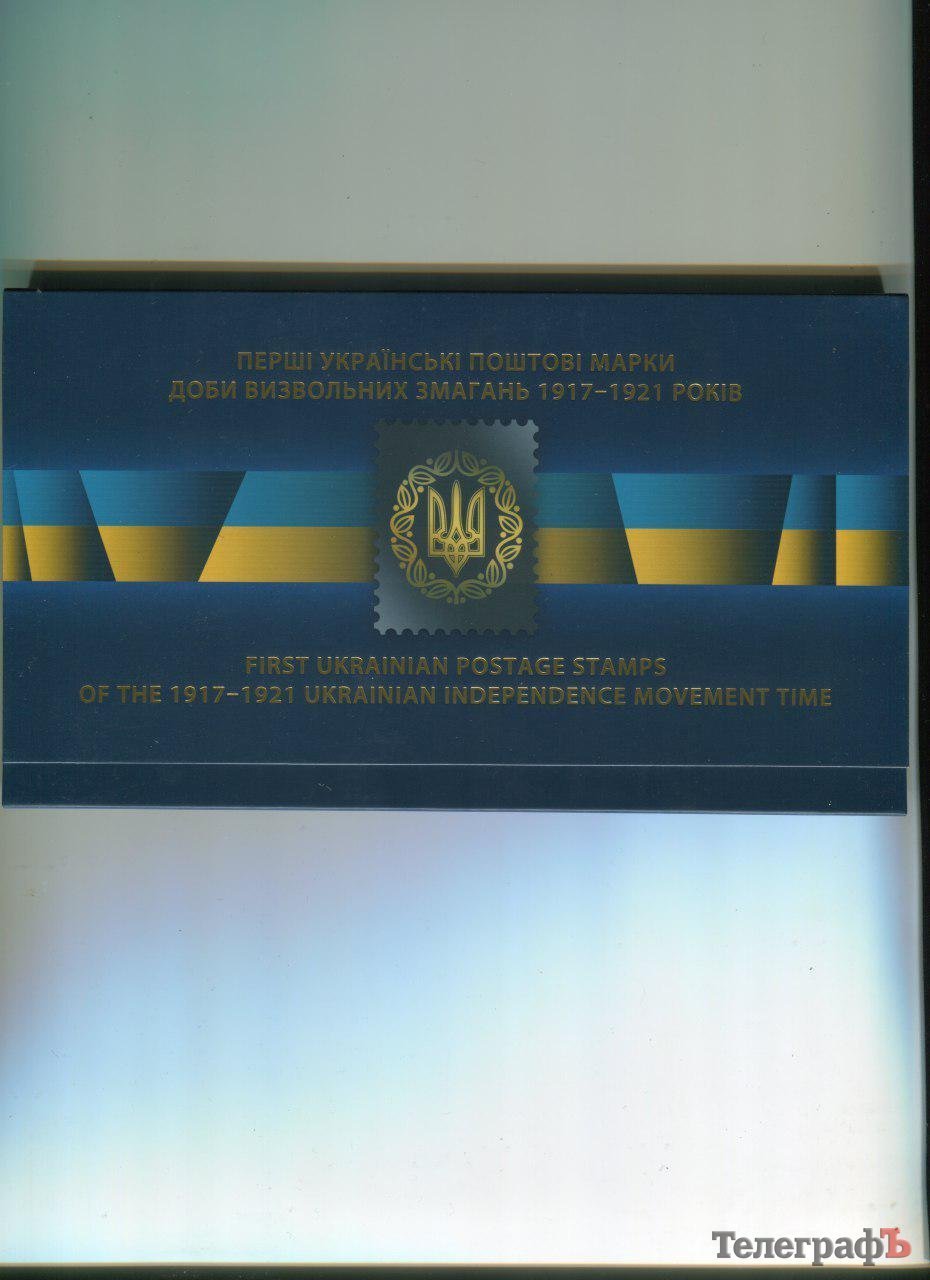 ПЕРШІ УКРАЇНСЬКІ ПОШТОВІ МАРКИ
ДОБИ ВИЗВОЛЬНИХ ЗМАГАНЬ 1917–1921 РОКІВ
FIRST UKRAINIAN POSTAGE STAMPS
OF THE 1917–1921 UKRAINIAN INDEPENDENCE MOVEMENT TIME
ТелеграфЪ